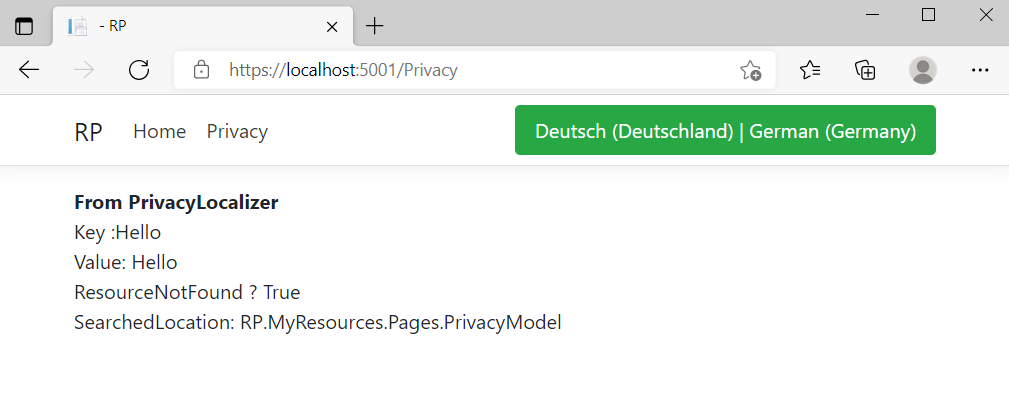 - RP
https://localhost:5001/Privacy
RP Home Privacy Deutsch (Deutschland) | German (Germany)
From PrivacyLocalizer
Key :Hello
Value: Hello
ResourceNotFound ? True
SearchedLocation: RP.MyResources.Pages.PrivacyModel